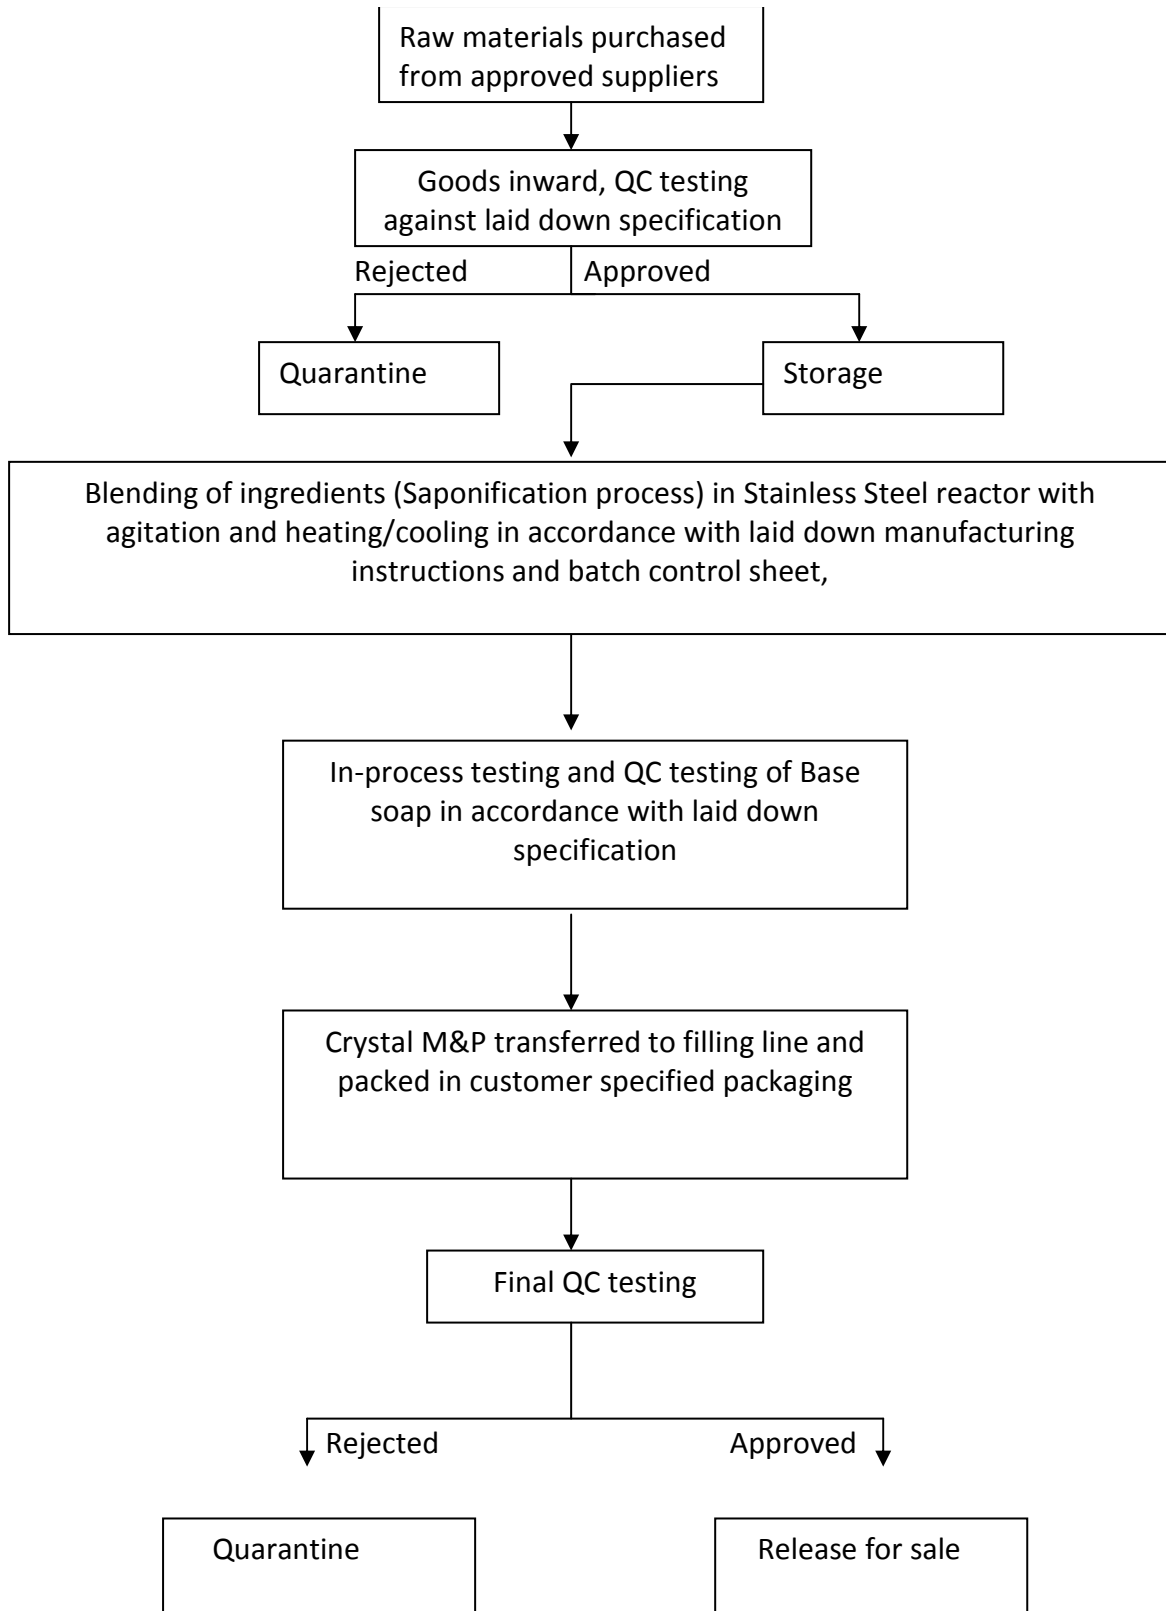 Raw materials purchased
from approved suppliers
Goods inward, QC testing
against laid down specification
Rejected
Approved
Quarantine
Storage
Blending of ingredients (Saponification process) in Stainless Steel reactor with
agitation and heating/cooling in accordance with laid down manufacturing
instructions and batch control sheet,
In-process testing and QC testing of Base
soap in accordance with laid down
specification
Crystal M&P transferred to filling line and
packed in customer specified packaging
Final QC testing
Rejected
Approved
Quarantine
Release for sale